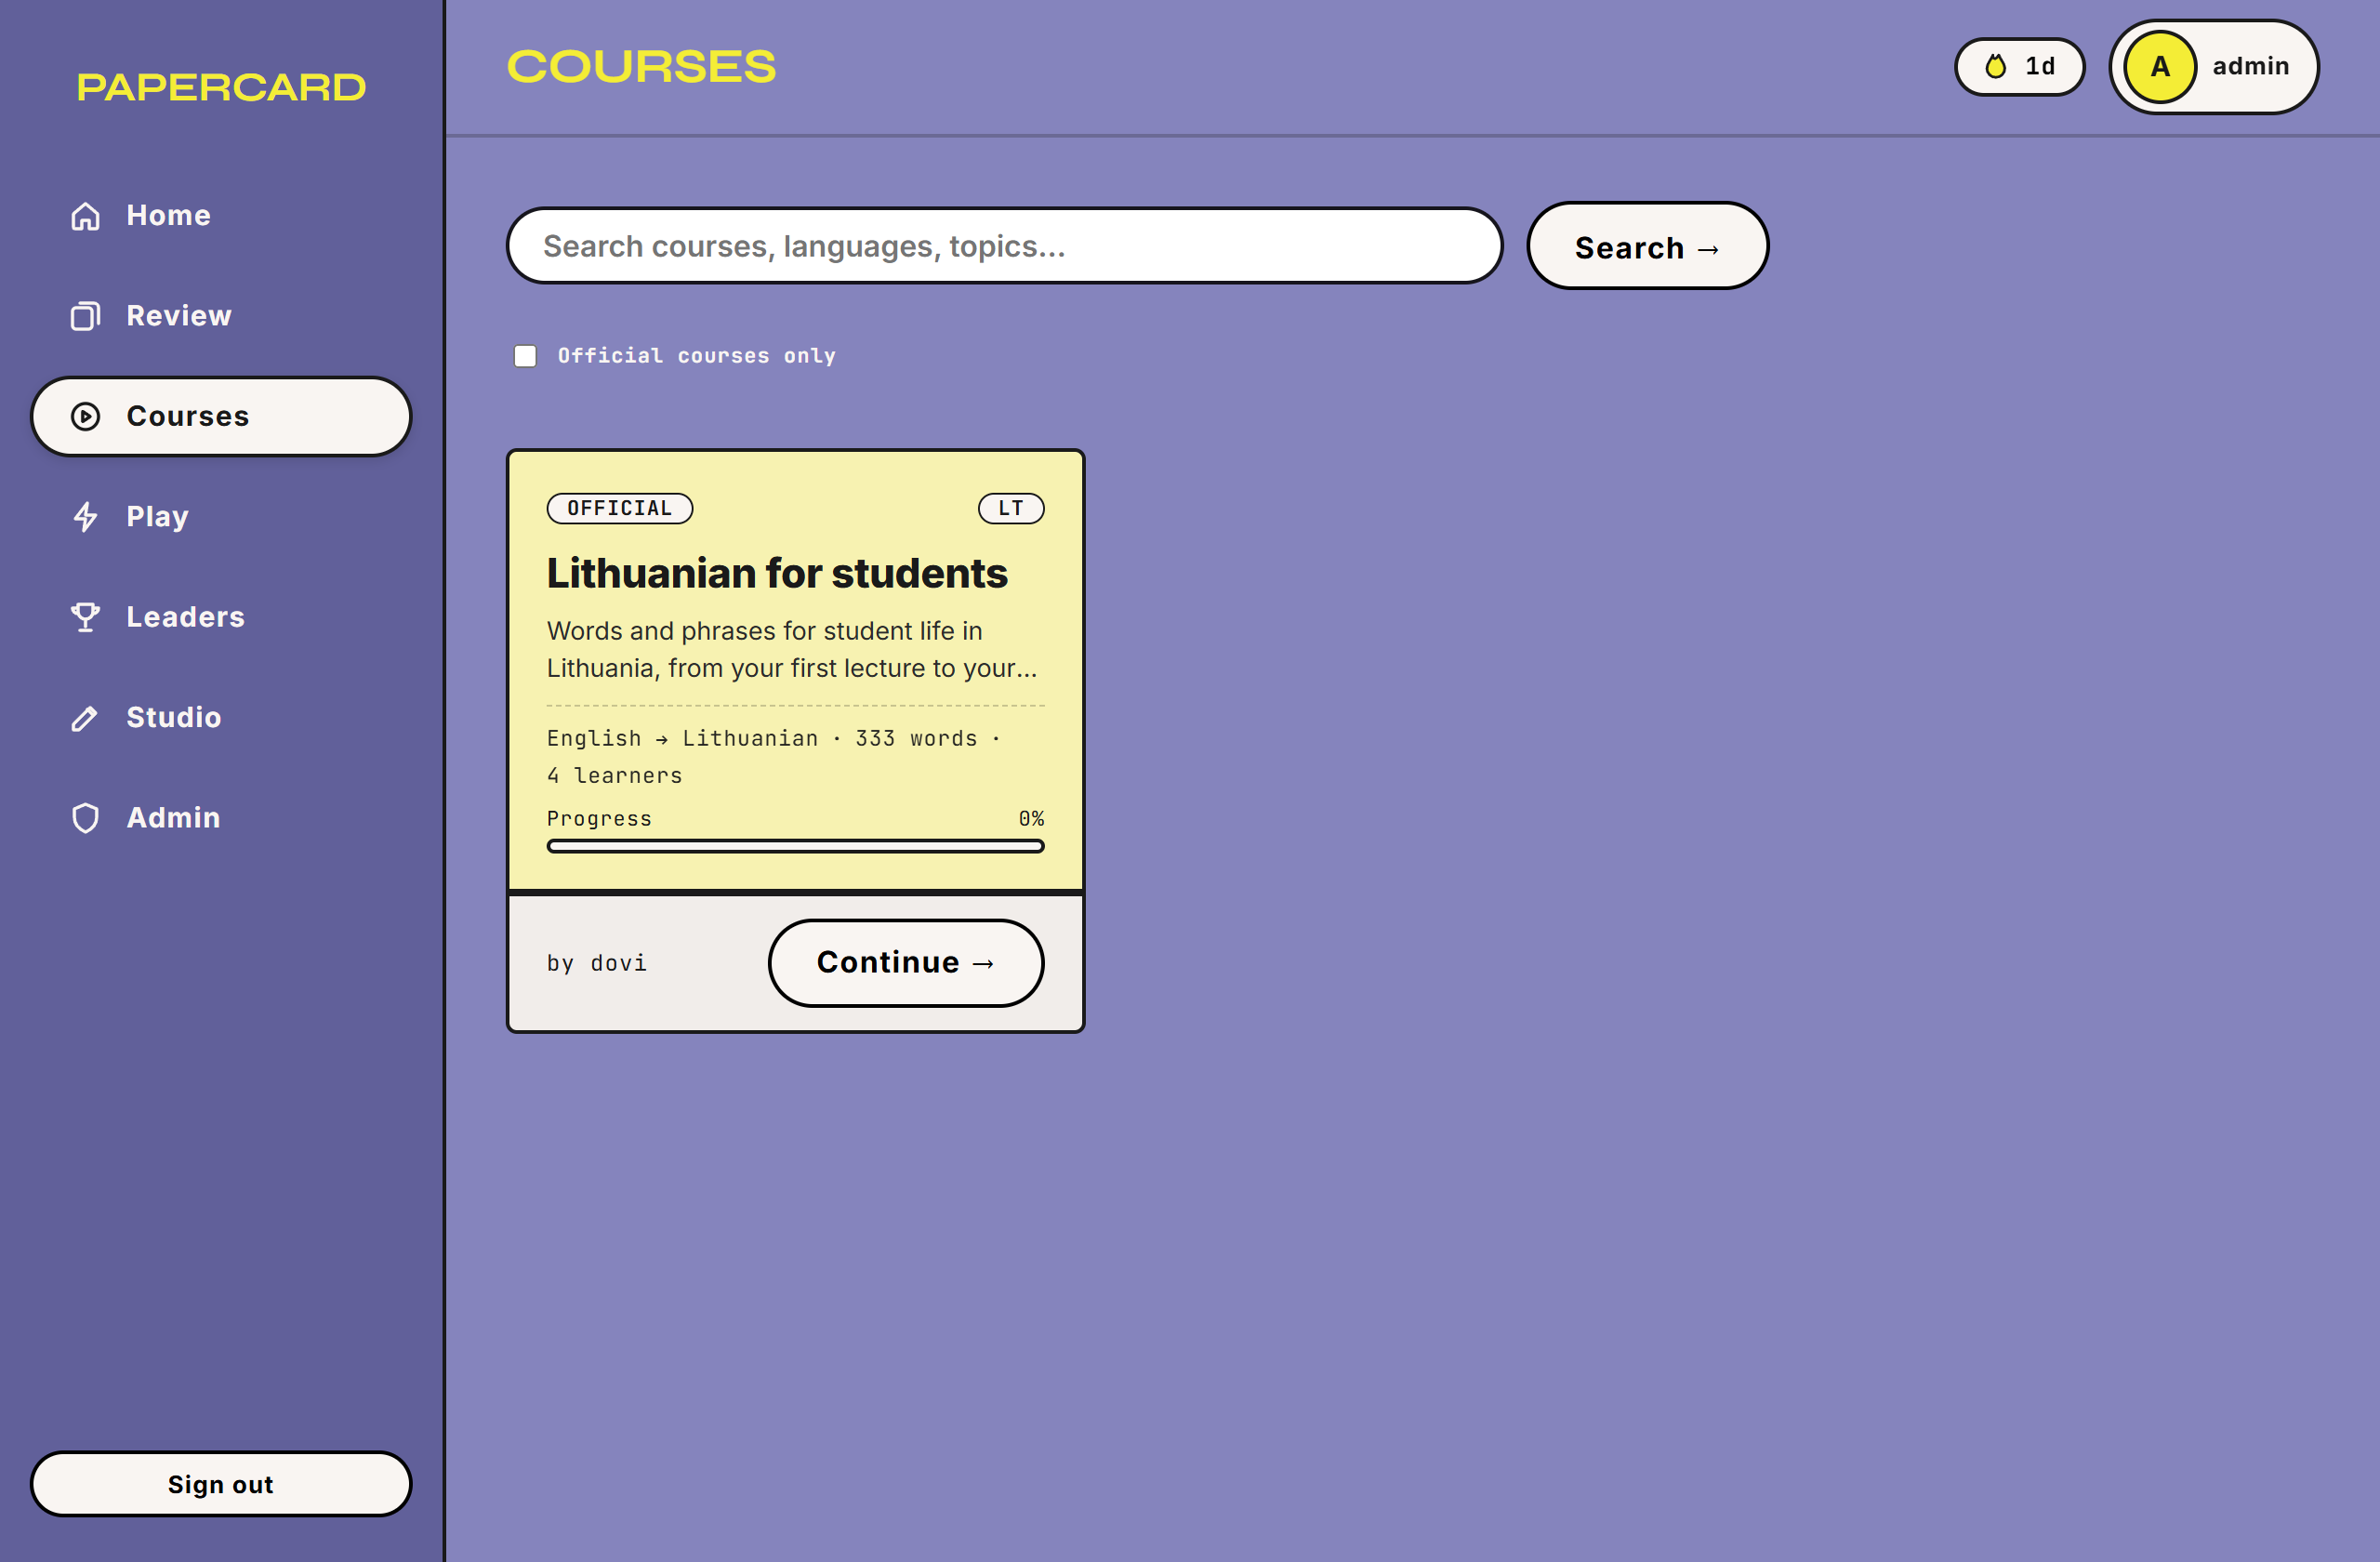 PAPERCARD
Home
Review
Courses
Play
Leaders
Studio
Admin
Sign out
COURSES
1d
A
admin
Search courses, languages, topics...
Search →
Official courses only
OFFICIAL
LT
Lithuanian for students
Words and phrases for student life in
Lithuania, from your first lecture to your...
English → Lithuanian · 333 words ·
4 learners
Progress
0%
by dovi
Continue →